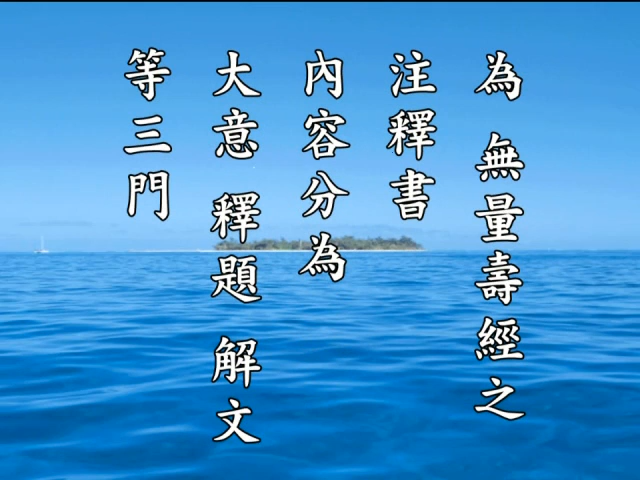 為 無量壽經之
注釋書
內容分為
大意 釋題 解文
等三門